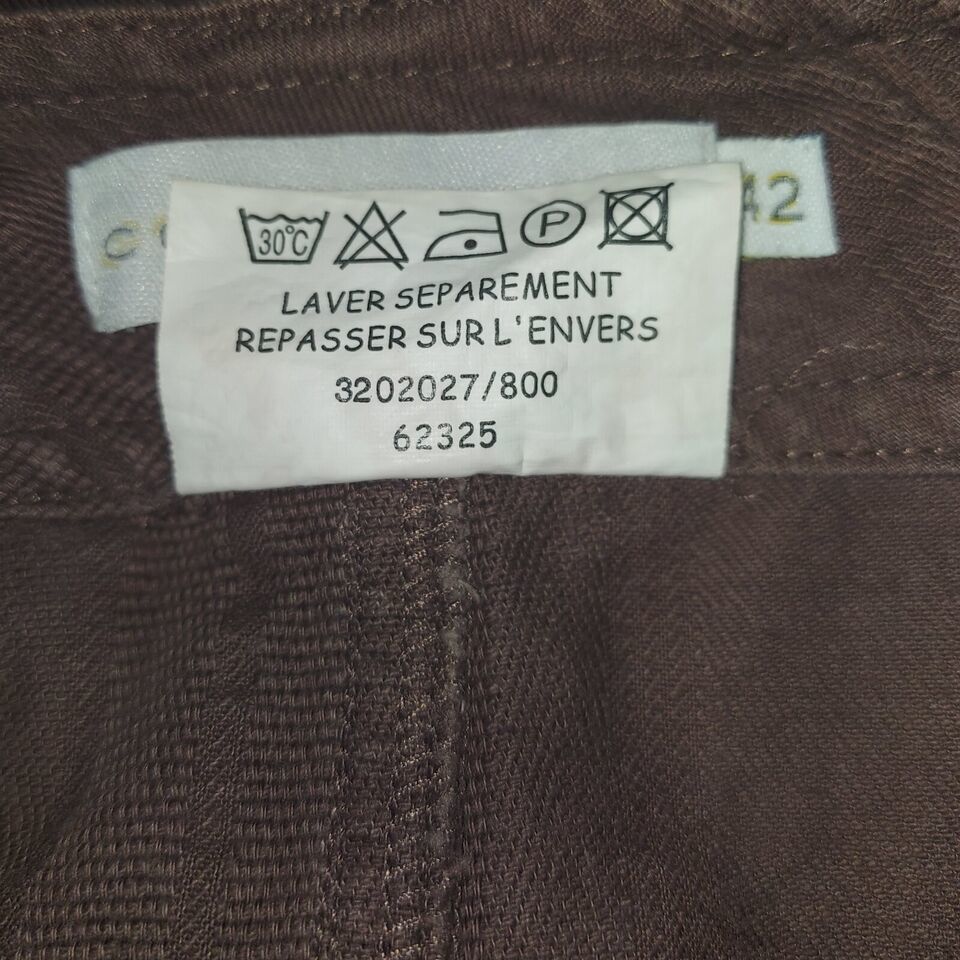 30°C P
42
LAVER SEPAREMENT
REPASSER SUR L'ENVERS
3202027/800
62325